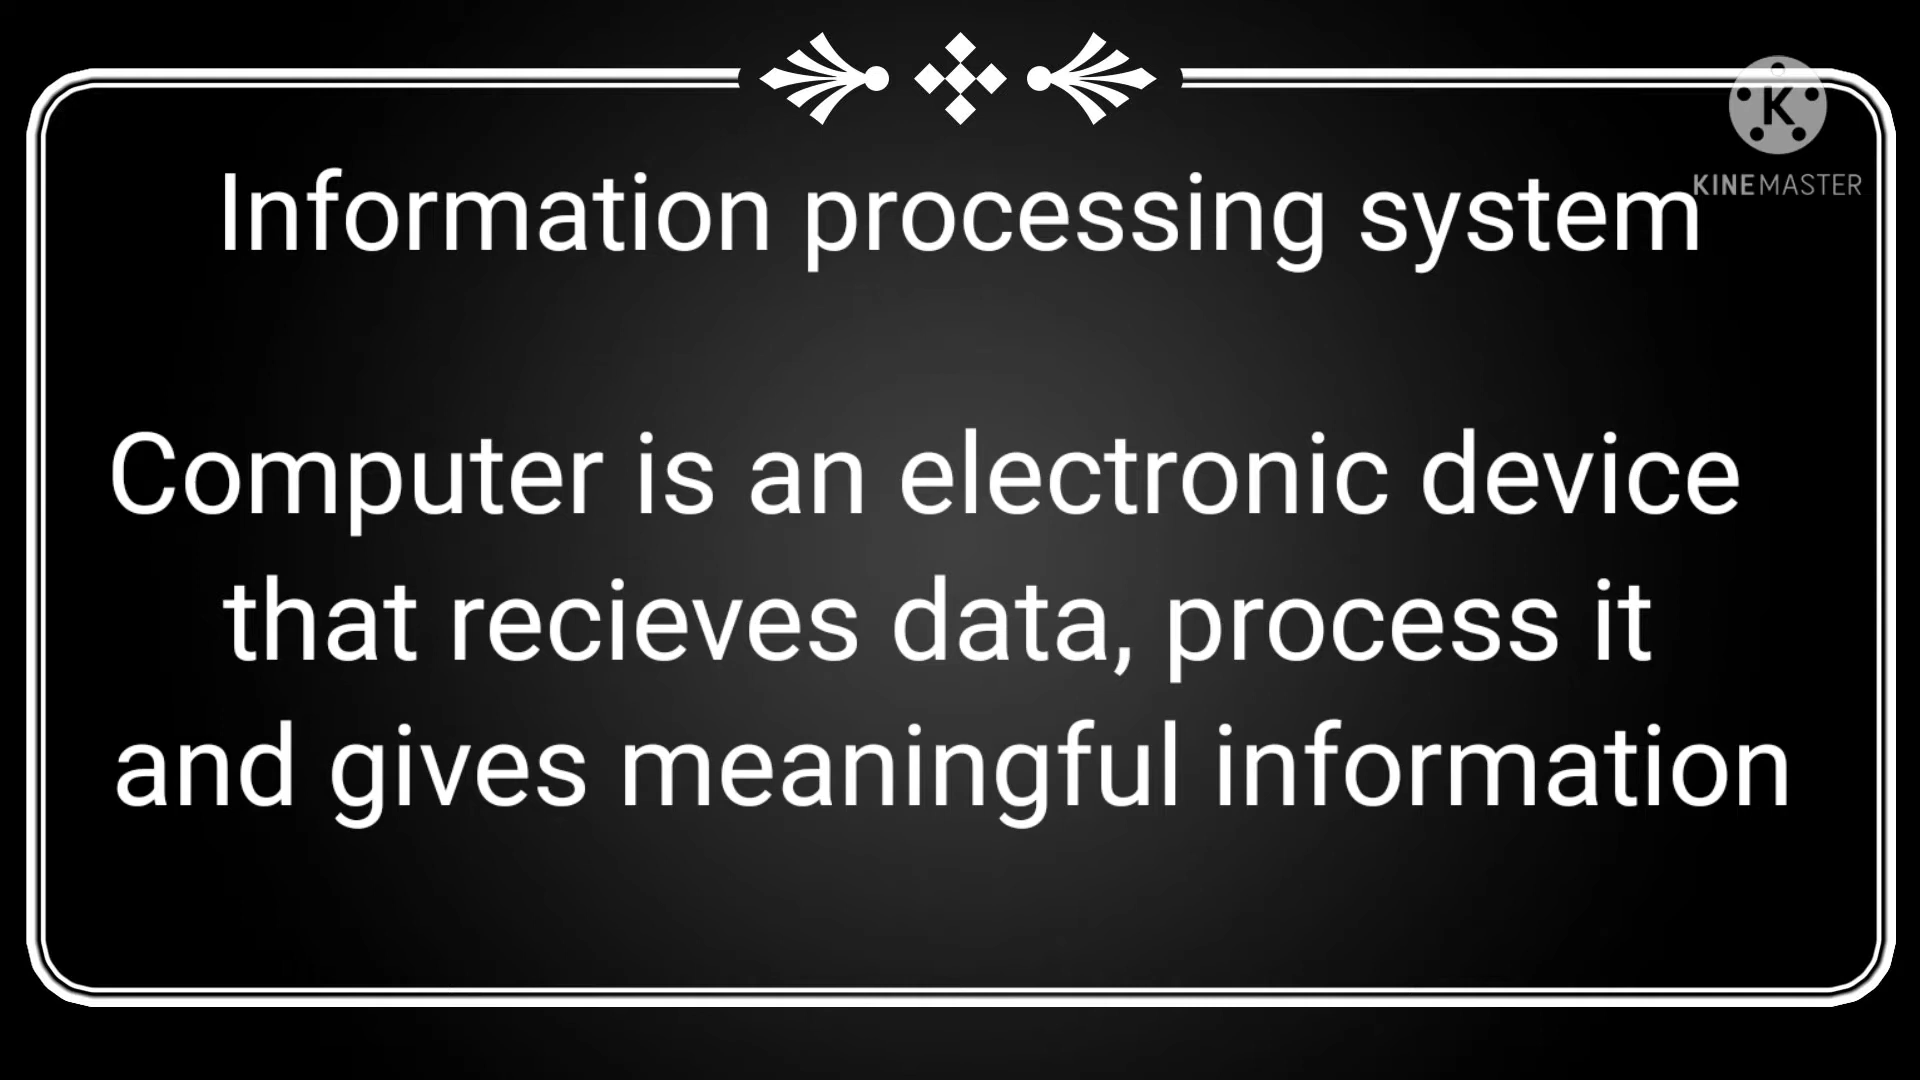 Information processing system
KINEMASTER
Computer is an electronic device
that recieves data, process it
and gives meaningful information